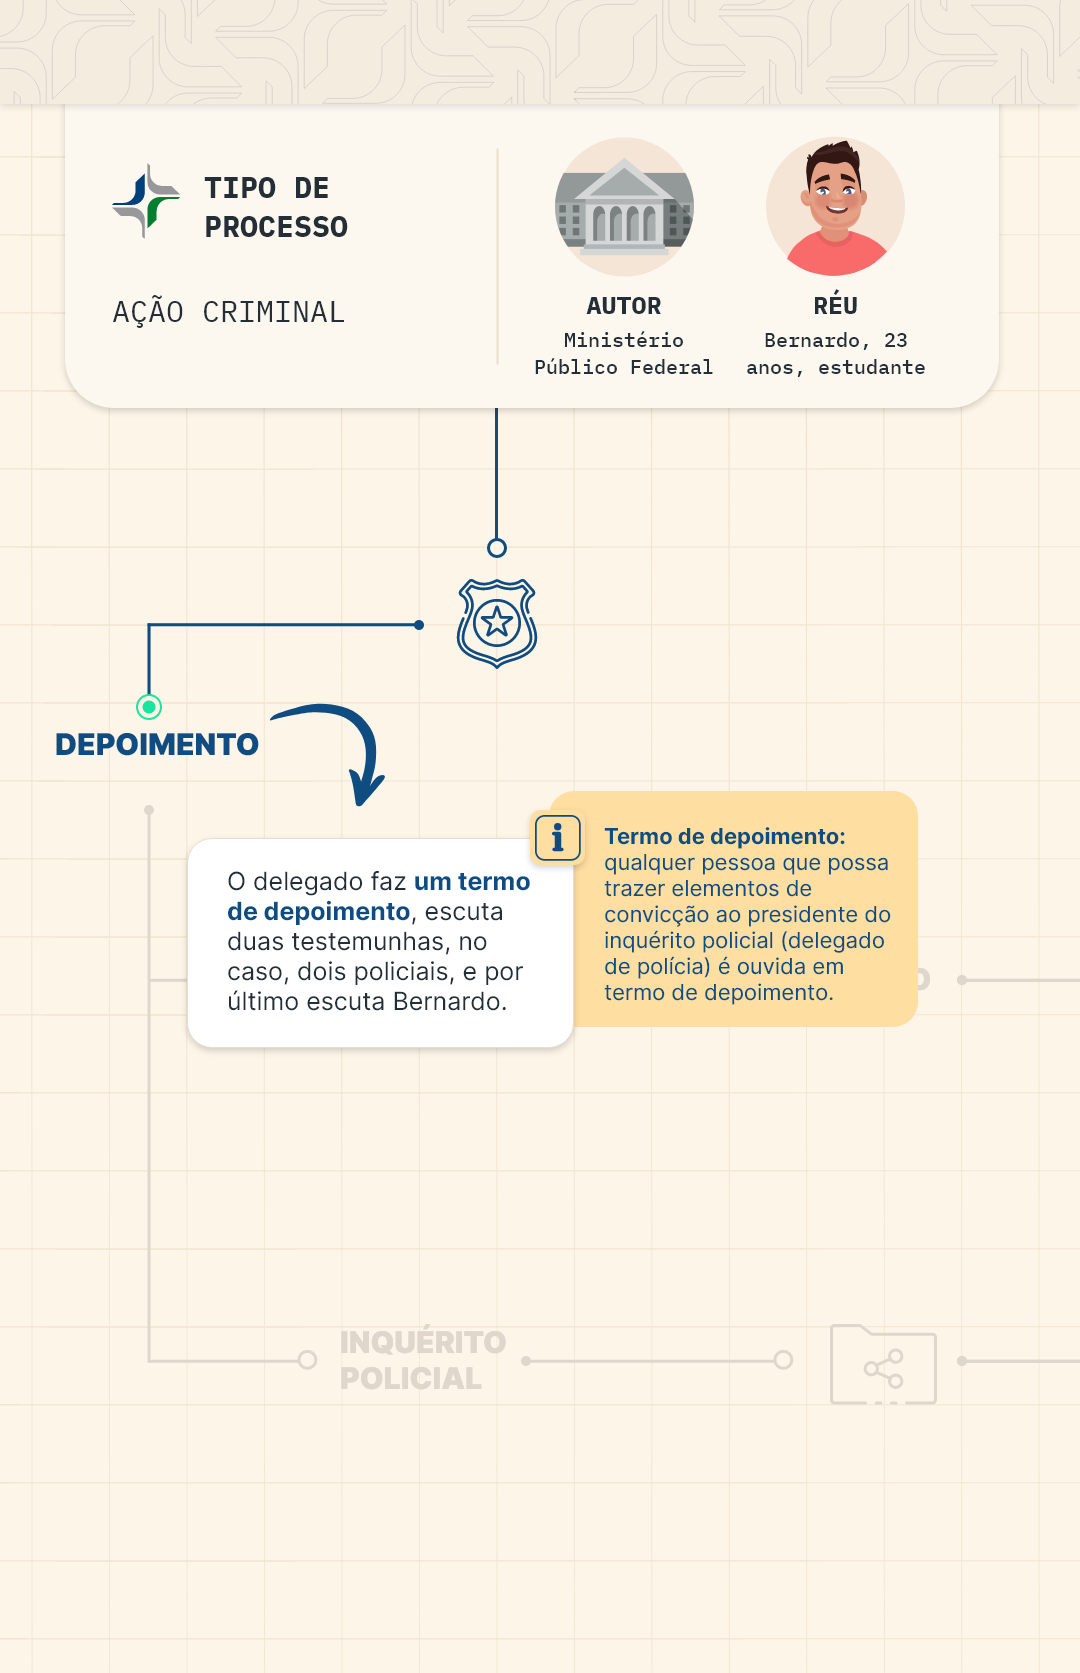 TIPO DE
PROCESSO
AÇÃO CRIMINAL
AUTOR
Ministério
Público Federal
RÉU
Bernardo, 23
anos, estudante
DEPOIMENTO
O delegado faz um termo
de depoimento, escuta
duas testemunhas, no
caso, dois policiais, e por
último escuta Bernardo.
Termo de depoimento:
qualquer pessoa que possa
trazer elementos de
convicção ao presidente do
inquérito policial (delegado
de polícia) é ouvida em
termo de depoimento.
INQUÉRITO
POLICIAL